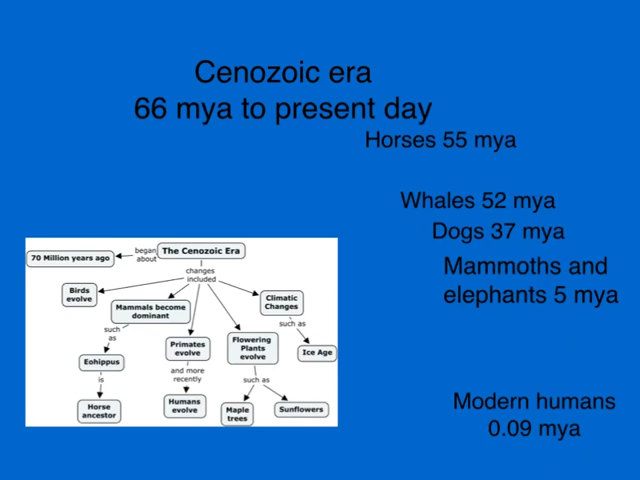 Cenozoic era
66 mya to present day
Horses 55 mya
Whales 52 mya
Dogs 37 mya
Mammoths and
elephants 5 mya
Modern humans
0.09 mya
The Cenozoic Era
began
about
70 Million years ago
changes
included
Birds
evolve
Mammals become
dominant
such
as
Eohippus
is
Horse
ancestor
Primates
evolve
and more
recently
Humans
evolve
Flowering
Plants
evolve
such as
Maple
trees
Sunflowers
Climatic
Changes
such as
Ice Age